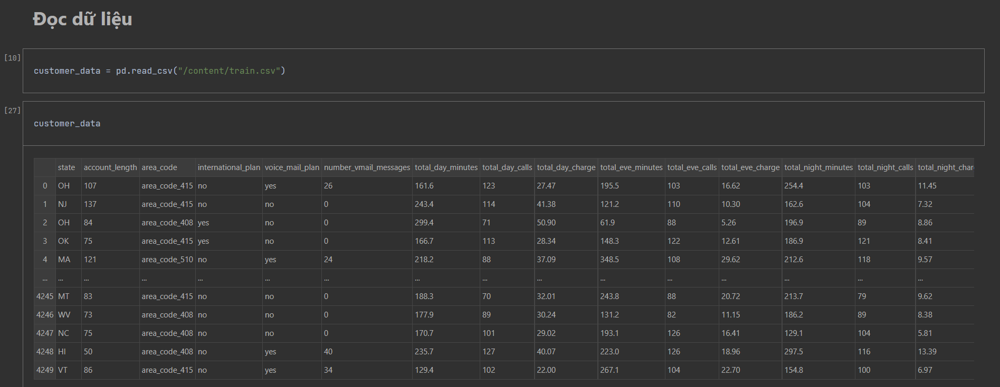 Đọc dữ liệu
[10]
customer_data = pd.read_csv("/content/train.csv")
[27]
customer_data
state account_length area_code international_plan voice_mail_plan number_vmail_messages total_day_minutes total_day_calls total_day_charge total_eve_minutes total_eve_calls total_eve_charge total_night_minutes total_night_calls total_night_char
0 OH 107 area_code_415 no yes 26 161.6 123 27.47 195.5 103 16.62 254.4 103 11.45
1 NJ 137 area_code_415 no no 0 243.4 114 41.38 121.2 110 10.30 162.6 104 7.32
2 OH 84 area_code_408 yes no 0 299.4 71 50.90 61.9 88 5.26 196.9 89 8.86
3 OK 75 area_code_415 yes no 0 166.7 113 28.34 148.3 122 12.61 186.9 121 8.41
4 MA 121 area_code_510 no yes 24 218.2 88 37.09 348.5 108 29.62 212.6 118 9.57
... ... ... ... ... ... ... ... ... ... ... ... ... ... ... ...
4245 MT 83 area_code_415 no no 0 188.3 70 32.01 243.8 88 20.72 213.7 79 9.62
4246 WV 73 area_code_408 no no 0 177.9 89 30.24 131.2 82 11.15 186.2 89 8.38
4247 NC 75 area_code_408 no no 0 170.7 101 29.02 193.1 126 16.41 129.1 104 5.81
4248 HI 50 area_code_408 no yes 40 235.7 127 40.07 223.0 126 18.96 297.5 116 13.39
4249 VT 86 area_code_415 no yes 34 129.4 102 22.00 267.1 104 22.70 154.8 100 6.97